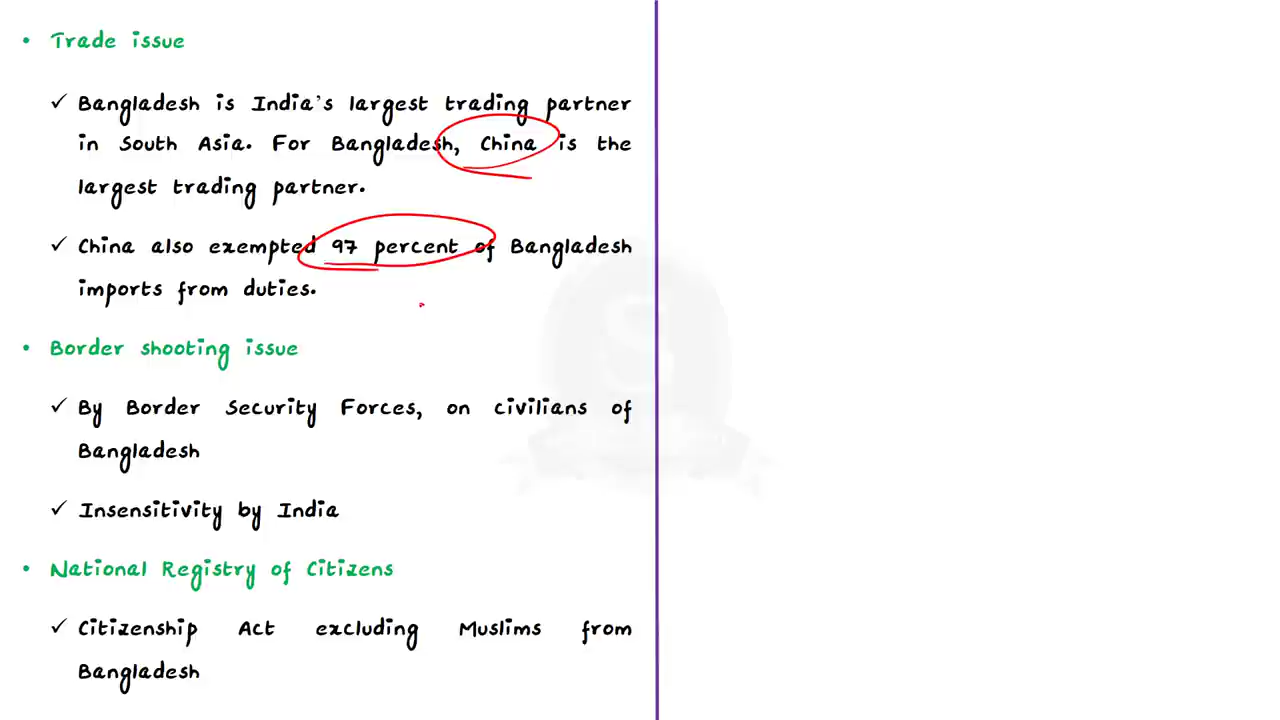 • Trade issue
✓ Bangladesh is India's largest trading partner
in South Asia. For Bangladesh, China is the
largest trading partner.
✓ China also exempted 97 percent of Bangladesh
imports from duties.
• Border shooting issue
✓ By Border Security Forces, on civilians of
Bangladesh
✓ Insensitivity by India
• National Registry of Citizens
✓ Citizenship Act excluding Muslims from
Bangladesh